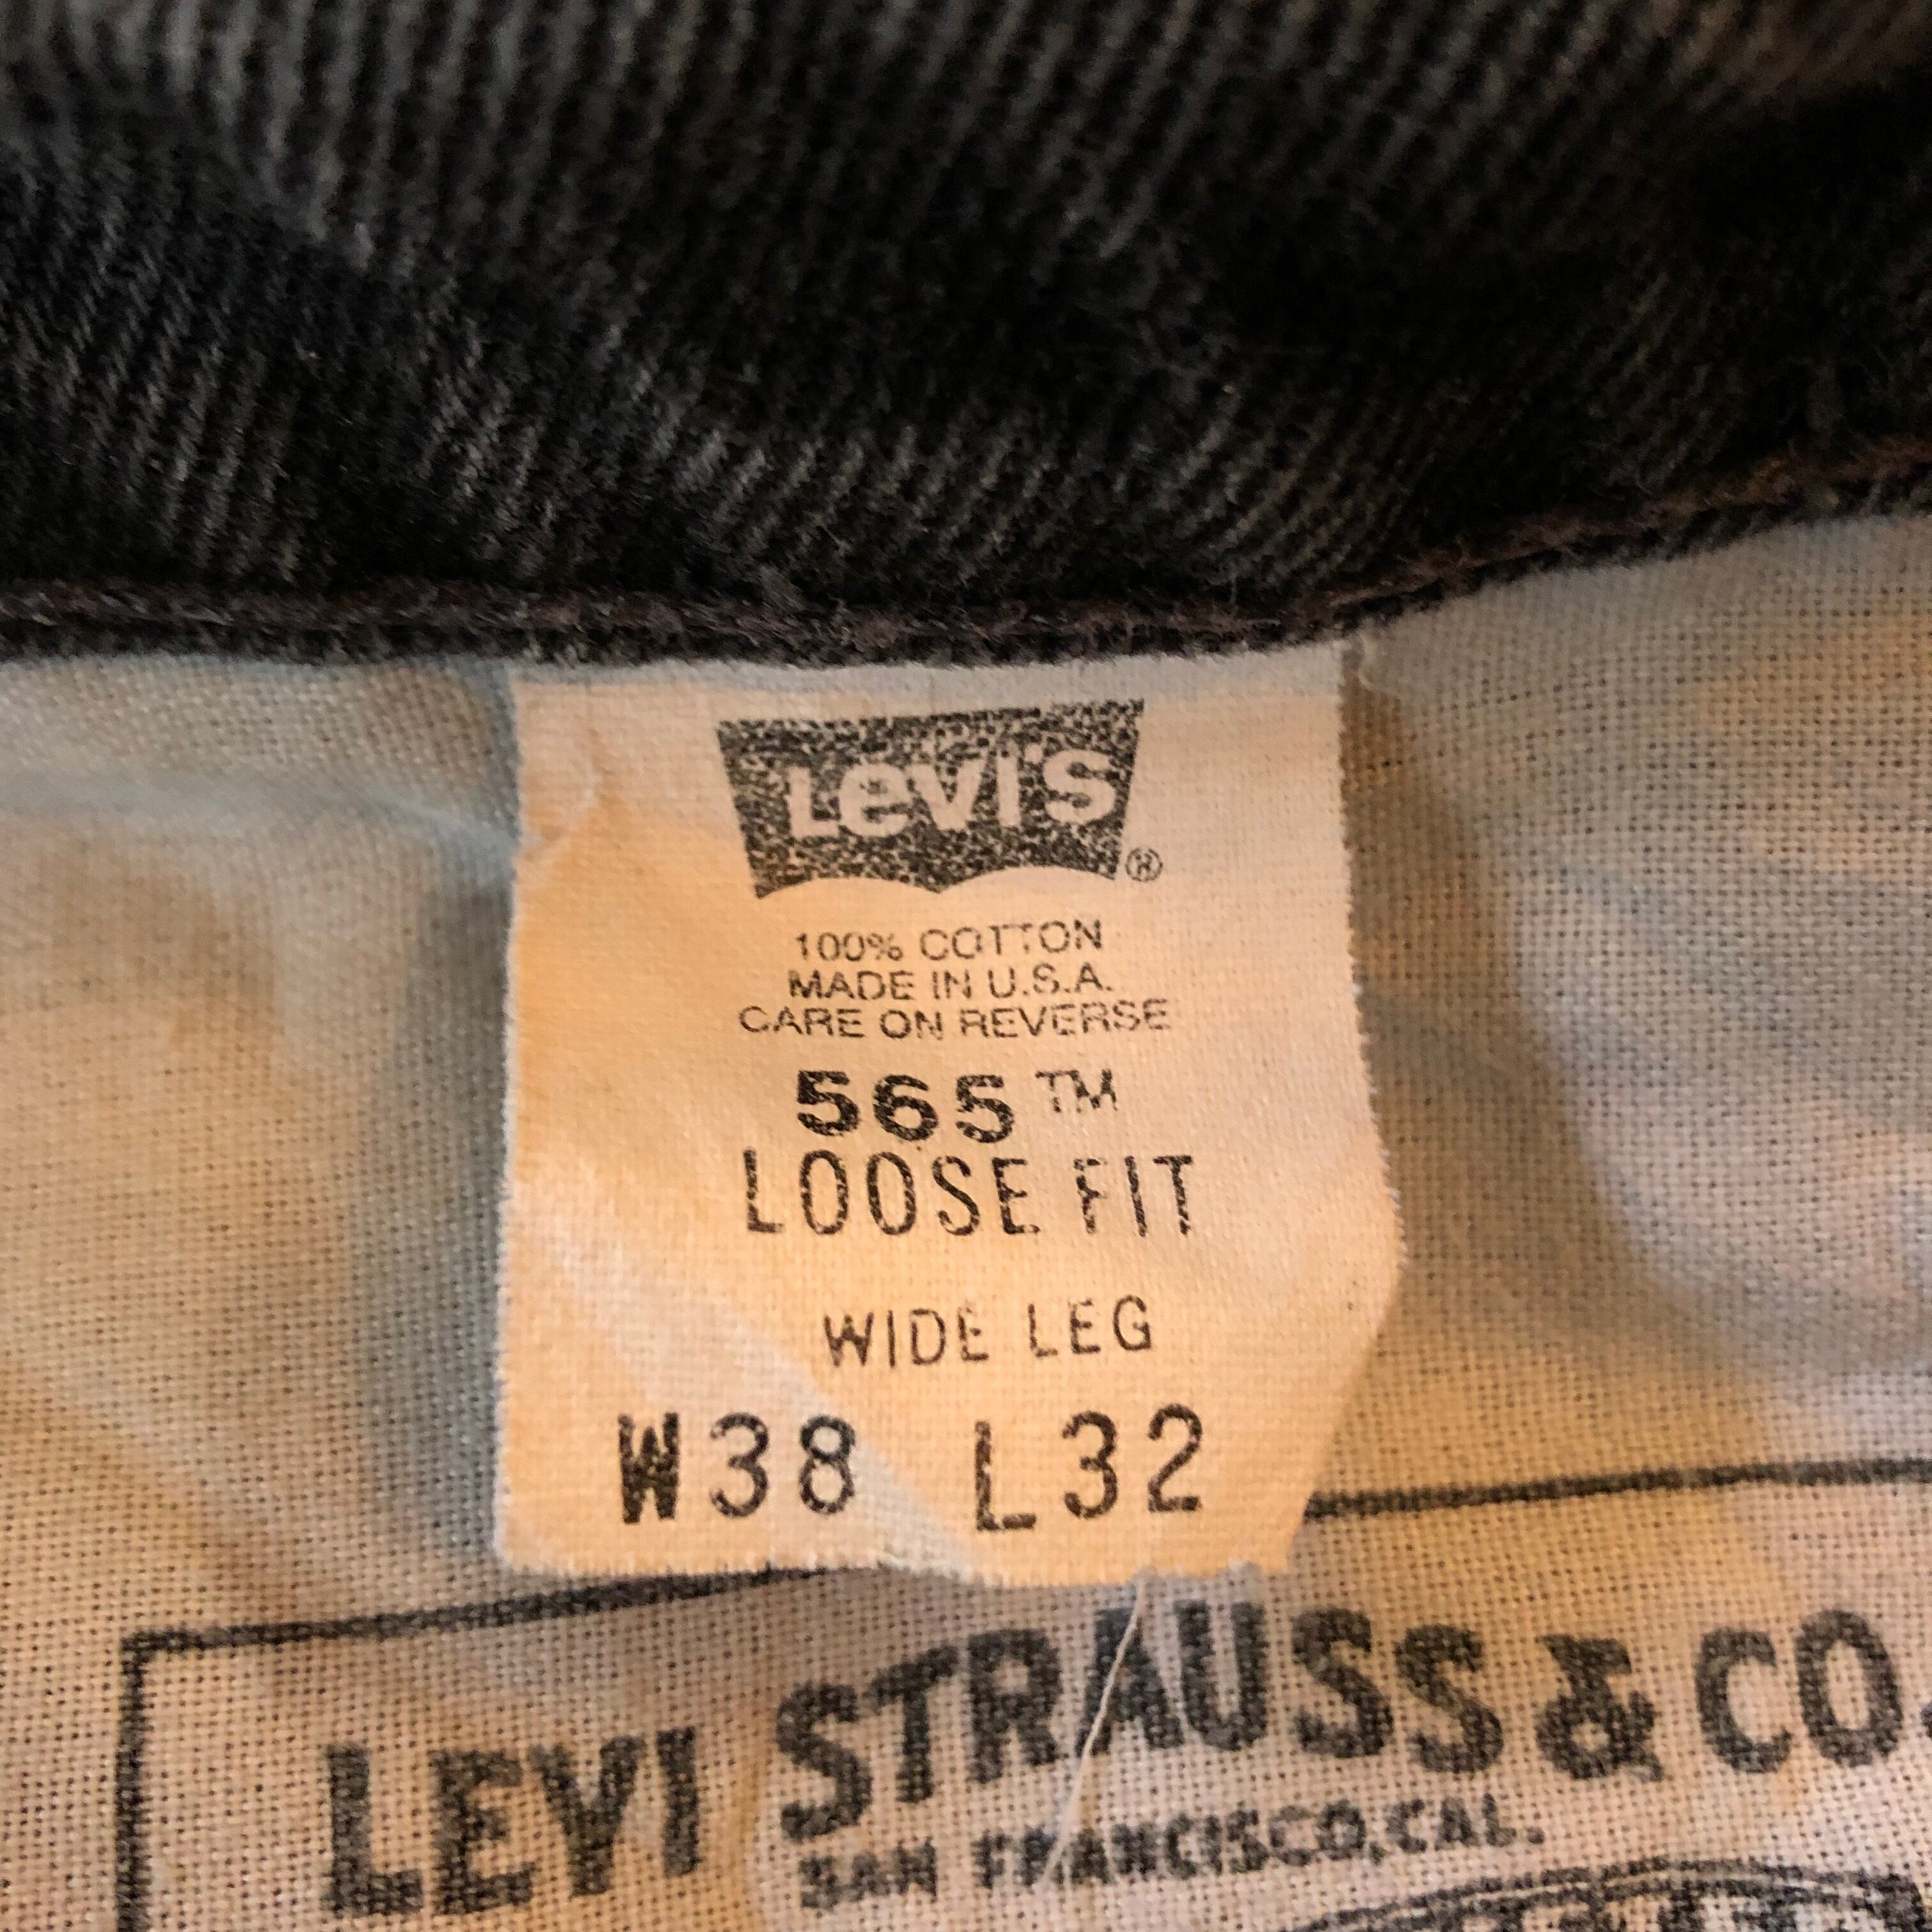 LEVI'S ®
100% COTTON
MADE IN U.S.A.
CARE ON REVERSE
565™
LOOSE FIT
WIDE LEG
W38 L32
LEVI STRAUSS & CO.
SAN FRANCISCO, CAL.